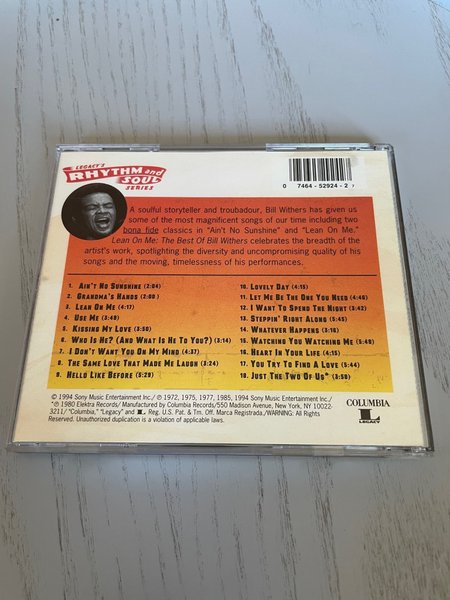 LEGACY'S
RHYTHM and
SOUL
SERIES
0 7464-52924-2 7
A soulful storyteller and troubadour, Bill Withers has given us
some of the most magnificent songs of our time including two
bona fide classics in "Ain't No Sunshine" and "Lean On Me."
Lean On Me: The Best Of Bill Withers celebrates the breadth of the
artist's work, spotlighting the diversity and uncompromising quality of his
songs and the moving, timelessness of his performances.
1. AIN'T NO SUNSHINE (2:04)
2. GRANDMA'S HANDS (2:00)
3. LEAN ON ME (4:17)
4. USE ME (3:48)
5. KISSING MY LOVE (3:50)
6. WHO IS HE? (AND WHAT IS HE TO YOU?) (3:14)
7. I DON'T WANT YOU ON MY MIND (4:37)
8. THE SAME LOVE THAT MADE ME LAUGH (3:24)
9. HELLO LIKE BEFORE (5:29)
10. LOVELY DAY (4:15)
11. LET ME BE THE ONE YOU NEED (4:40)
12. I WANT TO SPEND THE NIGHT (3:42)
13. STEPPIN' RIGHT ALONG (5:45)
14. WHATEVER HAPPENS (3:16)
15. WATCHING YOU WATCHING ME (5:40)
16. HEART IN YOUR LIFE (4:15)
17. YOU TRY TO FIND A LOVE (5:44)
18. JUST THE TWO OF US* (3:58)
© 1994 Sony Music Entertainment Inc./ ℗ 1972, 1975, 1977, 1985, 1994 Sony Music Entertainment Inc./
*℗ 1980 Elektra Records/ Manufactured by Columbia Records/550 Madison Avenue, New York, NY 10022-
3211/ "Columbia," "Legacy" and L Reg. U.S. Pat. & Tm. Off. Marca Registrada./WARNING: All Rights
Reserved. Unauthorized duplication is a violation of applicable laws.
COLUMBIA
L
LEGACY